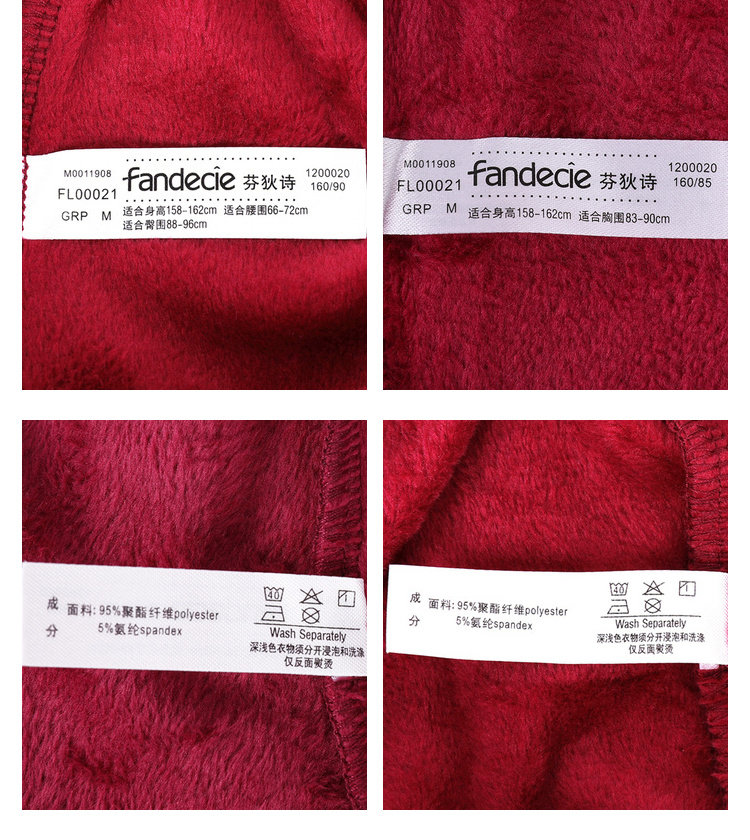 M0011908
FL00021
GRP M
fandecie 芬狄诗
1200020
160/90
适合身高158-162cm 适合腰围66-72cm
适合臀围88-96cm
M0011908
FL00021
GRP M
fandecie 芬狄诗
1200020
160/85
适合身高158-162cm 适合胸围83-90cm
成分
面料: 95%聚酯纤维polyester
5%氨纶spandex
40
Wash Separately
深浅色衣物须分开浸泡和洗涤
仅反面熨烫
成分
面料: 95%聚酯纤维polyester
5%氨纶spandex
40
Wash Separately
深浅色衣物须分开浸泡和洗涤
仅反面熨烫